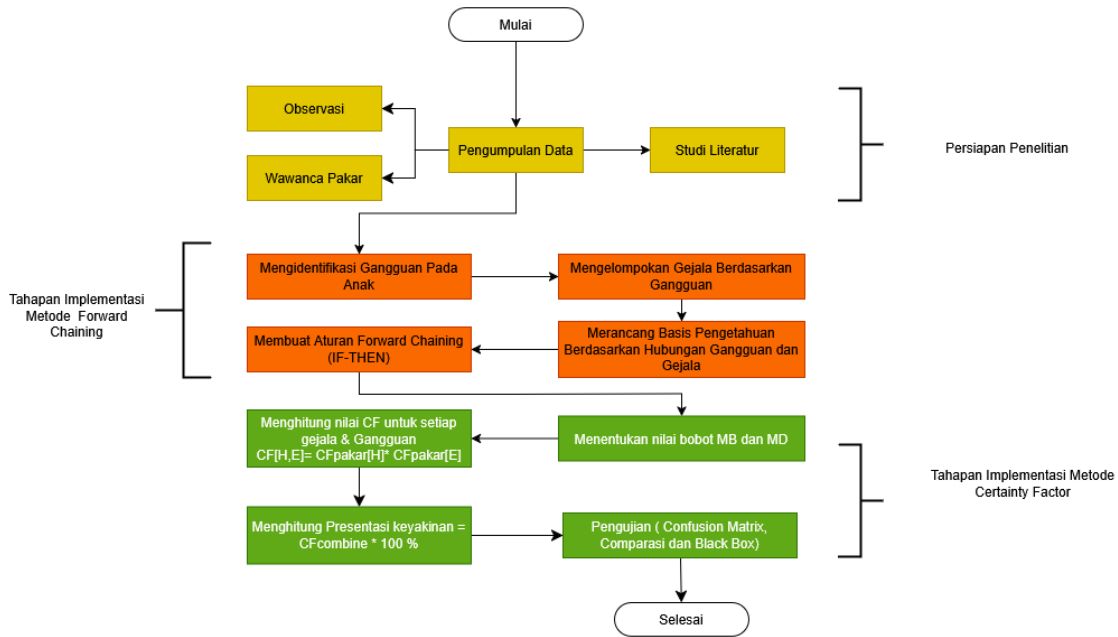 Mulai
Observasi
Pengumpulan Data
Studi Literatur
Wawanca Pakar
Persiapan Penelitian
Tahapan Implementasi
Metode Forward
Chaining
Mengidentifikasi Gangguan Pada
Anak
Mengelompokan Gejala Berdasarkan
Gangguan
Membuat Aturan Forward Chaining
(IF-THEN)
Merancang Basis Pengetahuan
Berdasarkan Hubungan Gangguan dan
Gejala
Menghitung nilai CF untuk setiap
gejala & Gangguan
CF[H,E]= CFpakar[H]* CFpakar[E]
Menentukan nilai bobot MB dan MD
Tahapan Implementasi Metode
Certainty Factor
Menghitung Presentasi keyakinan =
CFcombine * 100 %
Pengujian ( Confusion Matrix,
Comparasi dan Black Box)
Selesai